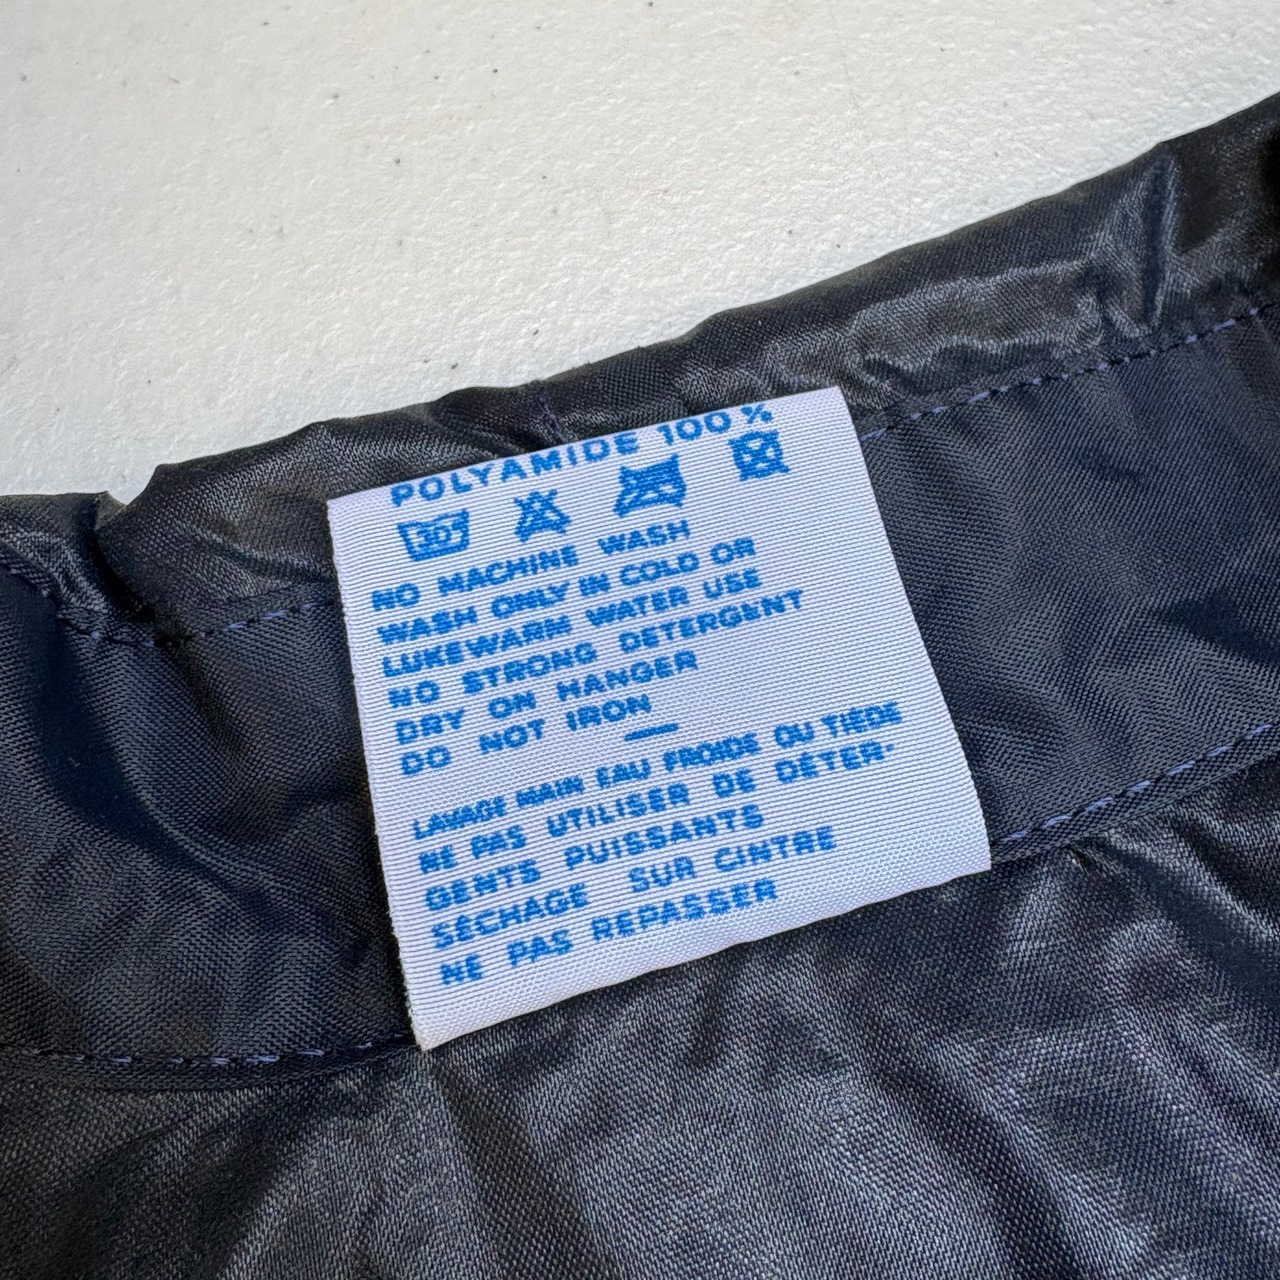 POLYAMIDE 100%
30°
NO MACHINE WASH
WASH ONLY IN COLD OR
LUKEWARM WATER USE
NO STRONG DETERGENT
DRY ON HANGER
DO NOT IRON
—
LAVAGE MAIN EAU FROIDE OU TIÈDE
NE PAS UTILISER DE DÉTER-
GENTS PUISSANTS
SÉCHAGE SUR CINTRE
NE PAS REPASSER